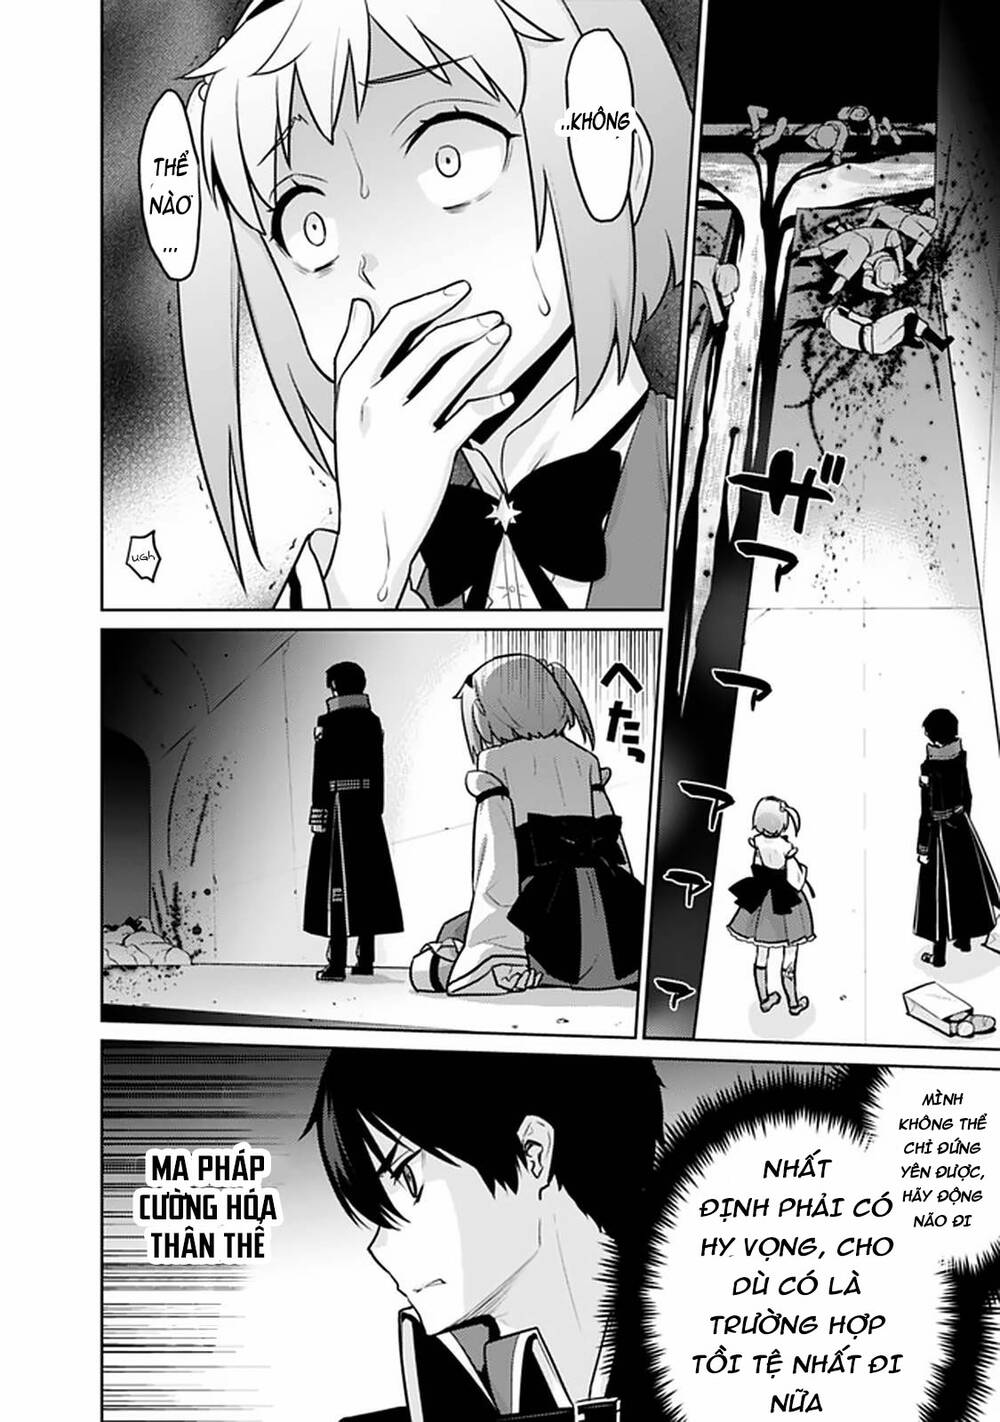 ..KHÔNG
THỂ
NÀO
...
UGH
ザ
ァ
ァ
ァ
ァ
へたっ
MÌNH
KHÔNG THỂ
CHỈ ĐỨNG
YÊN ĐƯỢC,
HÃY ĐỘNG
NÃO ĐI
NHẤT
ĐỊNH PHẢI CÓ
HY VỌNG, CHO
DÙ CÓ LÀ
TRƯỜNG HỢP
TỒI TỆ NHẤT ĐI
NỮA
MA PHÁP
CƯỜNG HÓA
THÂN THỂ